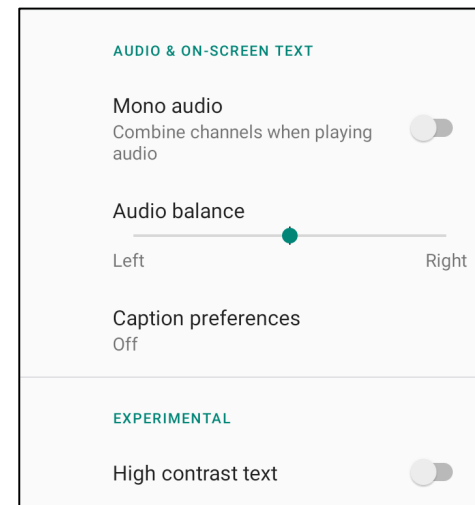 AUDIO & ON-SCREEN TEXT
Mono audio
Combine channels when playing
audio
Audio balance
Left Right
Caption preferences
Off
EXPERIMENTAL
High contrast text